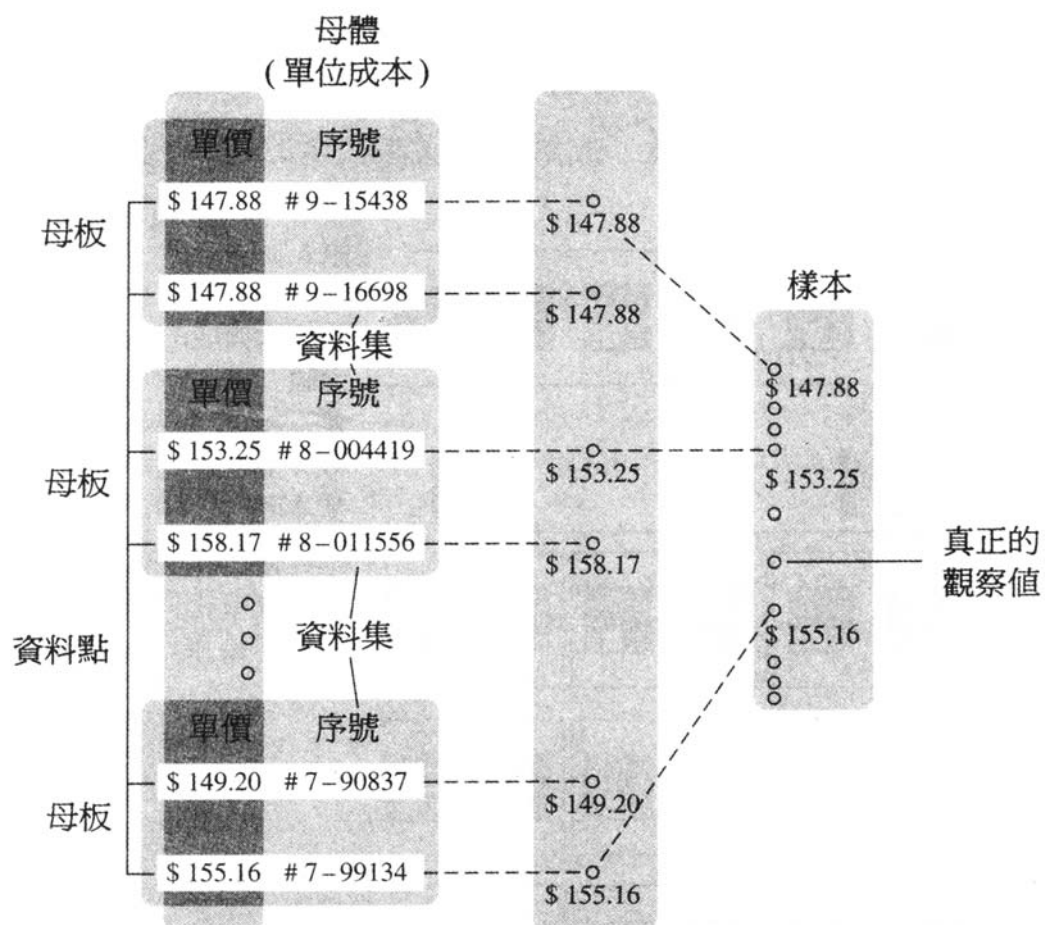 母體
(單位成本)
單價 序號
$ 147.88 # 9－15438
$ 147.88
母板
$ 147.88 # 9－16698
$ 147.88
樣本
資料集
$ 147.88
單價 序號
$ 153.25 # 8－004419
$ 153.25
$ 153.25
母板
$ 158.17 # 8－011556
$ 158.17
真正的
觀察值
資料集
資料點
$ 155.16
單價 序號
$ 149.20 # 7－90837
$ 149.20
母板
$ 155.16 # 7－99134
$ 155.16